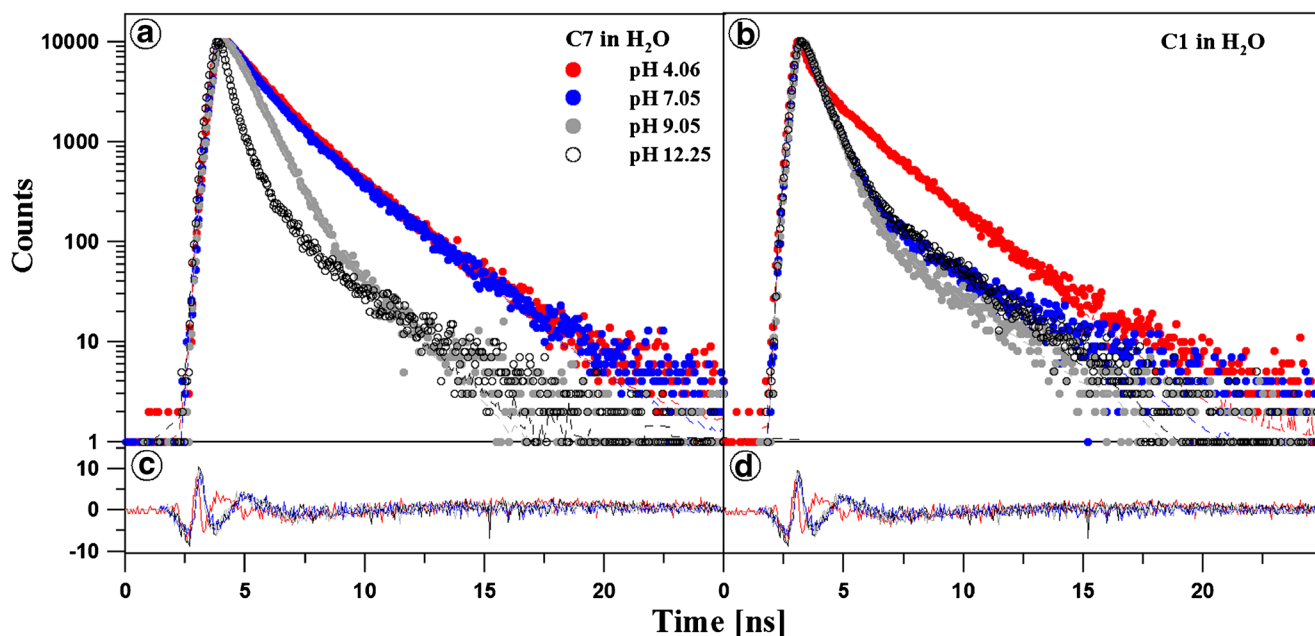 a
C7 in H₂O
pH 4.06
pH 7.05
pH 9.05
pH 12.25
b
C1 in H₂O
Counts
10000
1000
100
10
1
c
d
10
0
-10
0 5 10 15 20 0 5 10 15 20
Time [ns]